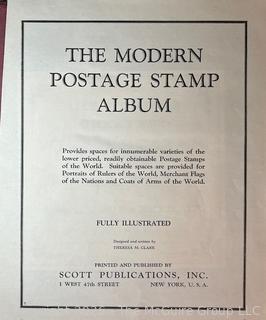 THE MODERN
POSTAGE STAMP
ALBUM
Provides spaces for innumerable varieties of the
lower priced, readily obtainable Postage Stamps
of the World. Suitable spaces are provided for
Portraits of Rulers of the World, Merchant Flags
of the Nations and Coats of Arms of the World.
FULLY ILLUSTRATED
Designed and written by
THERESA M. CLARK
PRINTED AND PUBLISHED BY
SCOTT PUBLICATIONS, INC.
1 WEST 47th STREET NEW YORK, U. S. A.